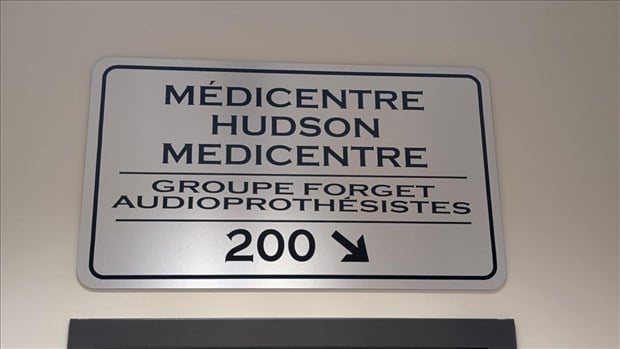 MÉDICENTRE
HUDSON
MEDICENTRE
GROUPE FORGET
AUDIOPROTHÉSISTES
200 ↘